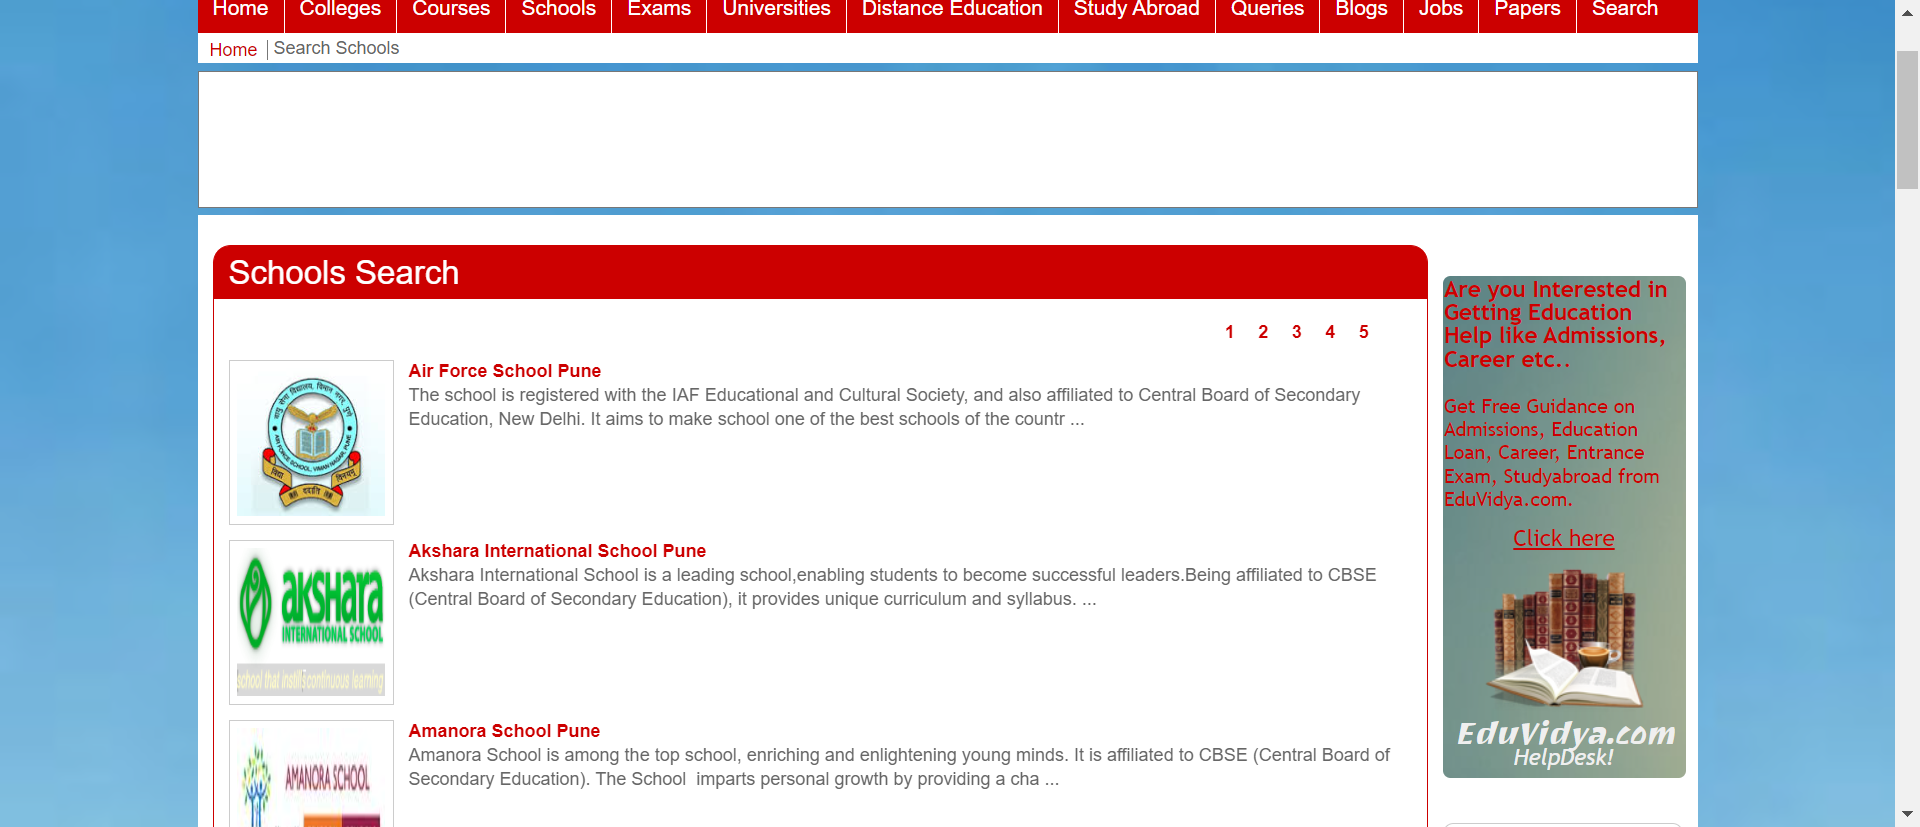 Home Colleges Courses Schools Exams Universities Distance Education Study Abroad Queries Blogs Jobs Papers Search
Home Search Schools
Schools Search
1 2 3 4 5
Air Force School Pune
The school is registered with the IAF Educational and Cultural Society, and also affiliated to Central Board of Secondary
Education, New Delhi. It aims to make school one of the best schools of the countr ...
AIR FORCE SCHOOL, VIMAN NAGAR, PUNE
Akshara International School Pune
Akshara International School is a leading school,enabling students to become successful leaders.Being affiliated to CBSE
(Central Board of Secondary Education), it provides unique curriculum and syllabus. ...
aksHara
INTERNATIONAL SCHOOL
school that instills continuous learning
Amanora School Pune
Amanora School is among the top school, enriching and enlightening young minds. It is affiliated to CBSE (Central Board of
Secondary Education). The School  imparts personal growth by providing a cha ...
AMANORA SCHOOL
Are you Interested in
Getting Education
Help like Admissions,
Career etc..
Get Free Guidance on
Admissions, Education
Loan, Career, Entrance
Exam, Studyabroad from
EduVidya.com.
Click here
EduVidya.com
HelpDesk!